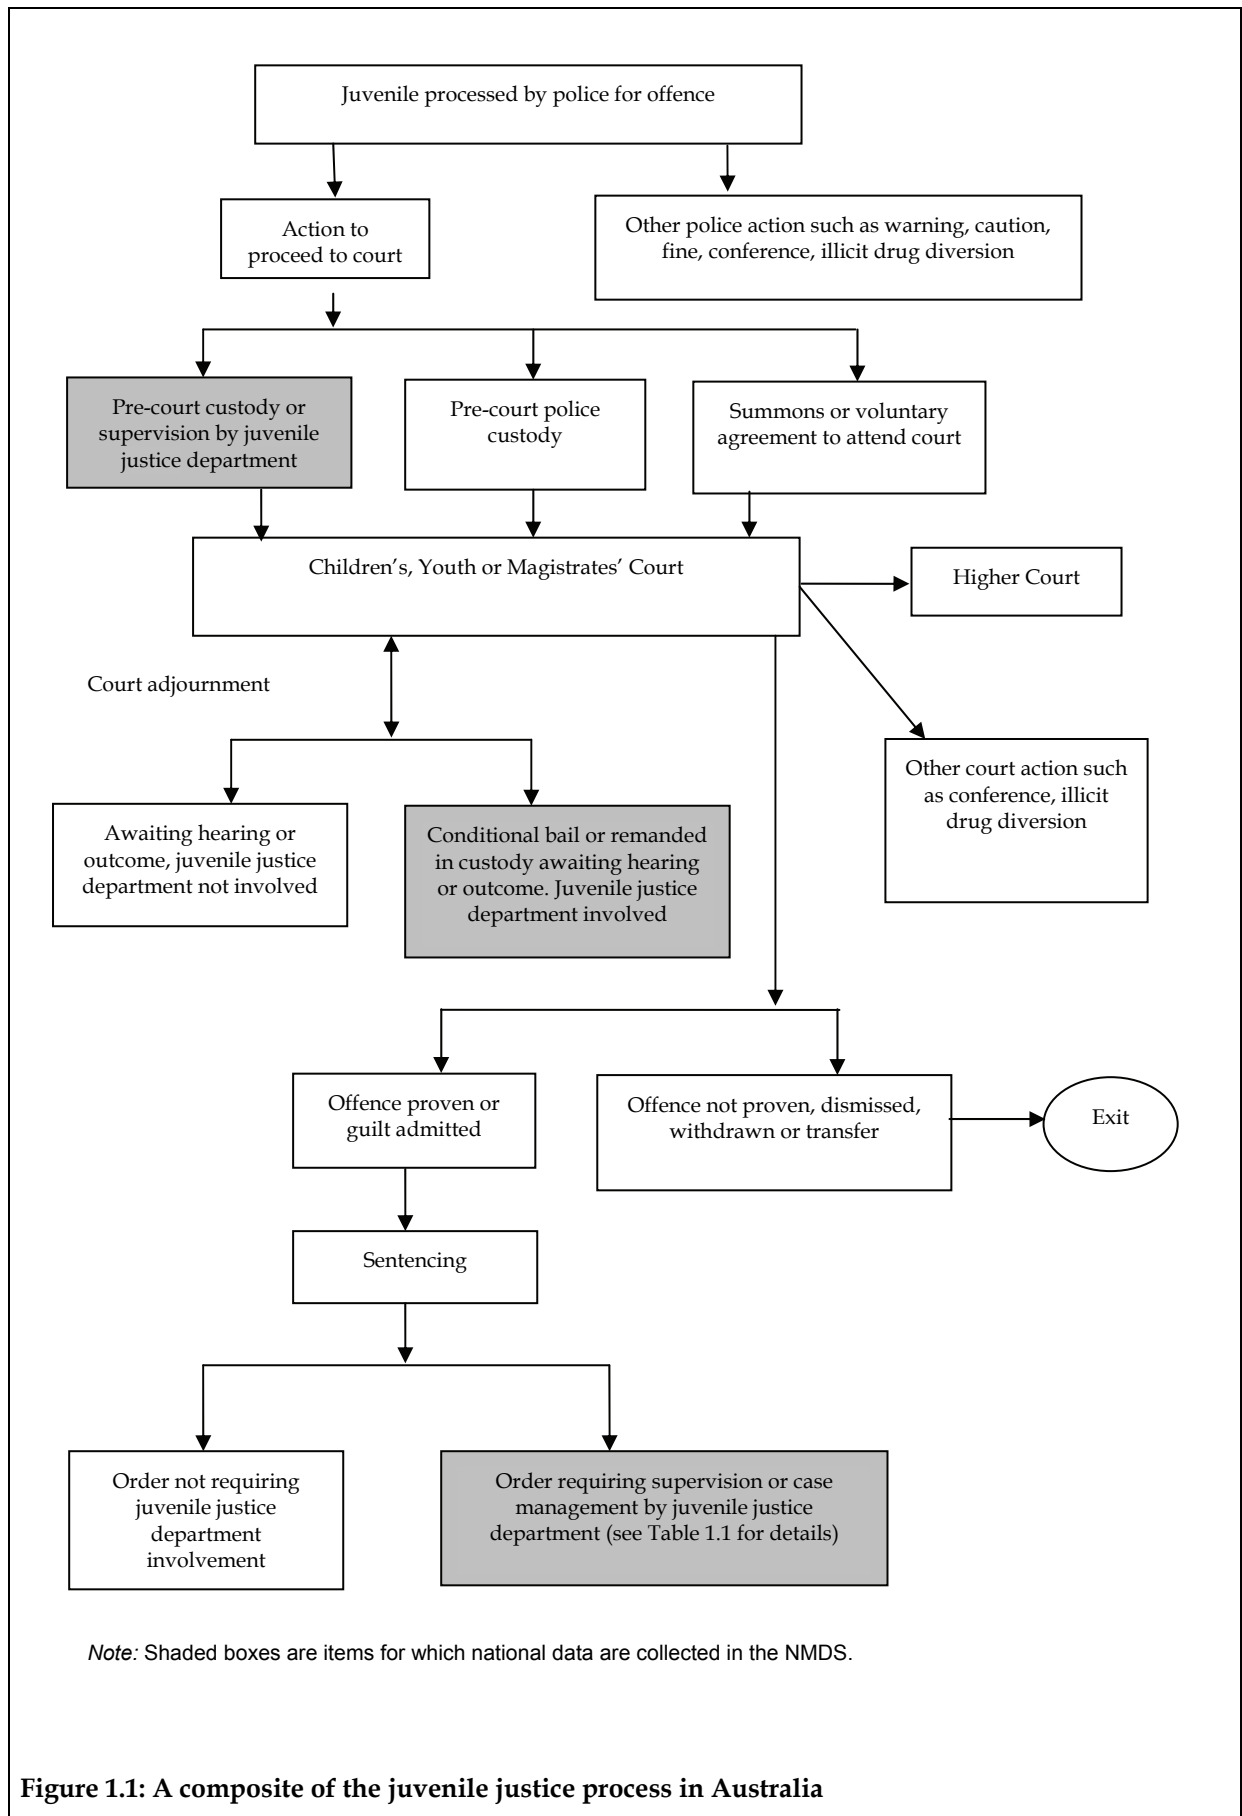 Juvenile processed by police for offence
Action to
proceed to court
Other police action such as warning, caution,
fine, conference, illicit drug diversion
Pre-court custody or
supervision by juvenile
justice department
Pre-court police
custody
Summons or voluntary
agreement to attend court
Children’s, Youth or Magistrates’ Court
Higher Court
Court adjournment
Other court action such
as conference, illicit
drug diversion
Awaiting hearing or
outcome, juvenile justice
department not involved
Conditional bail or remanded
in custody awaiting hearing
or outcome. Juvenile justice
department involved
Offence proven or
guilt admitted
Offence not proven, dismissed,
withdrawn or transfer
Exit
Sentencing
Order not requiring
juvenile justice
department
involvement
Order requiring supervision or case
management by juvenile justice
department (see Table 1.1 for details)
Note: Shaded boxes are items for which national data are collected in the NMDS.
Figure 1.1: A composite of the juvenile justice process in Australia